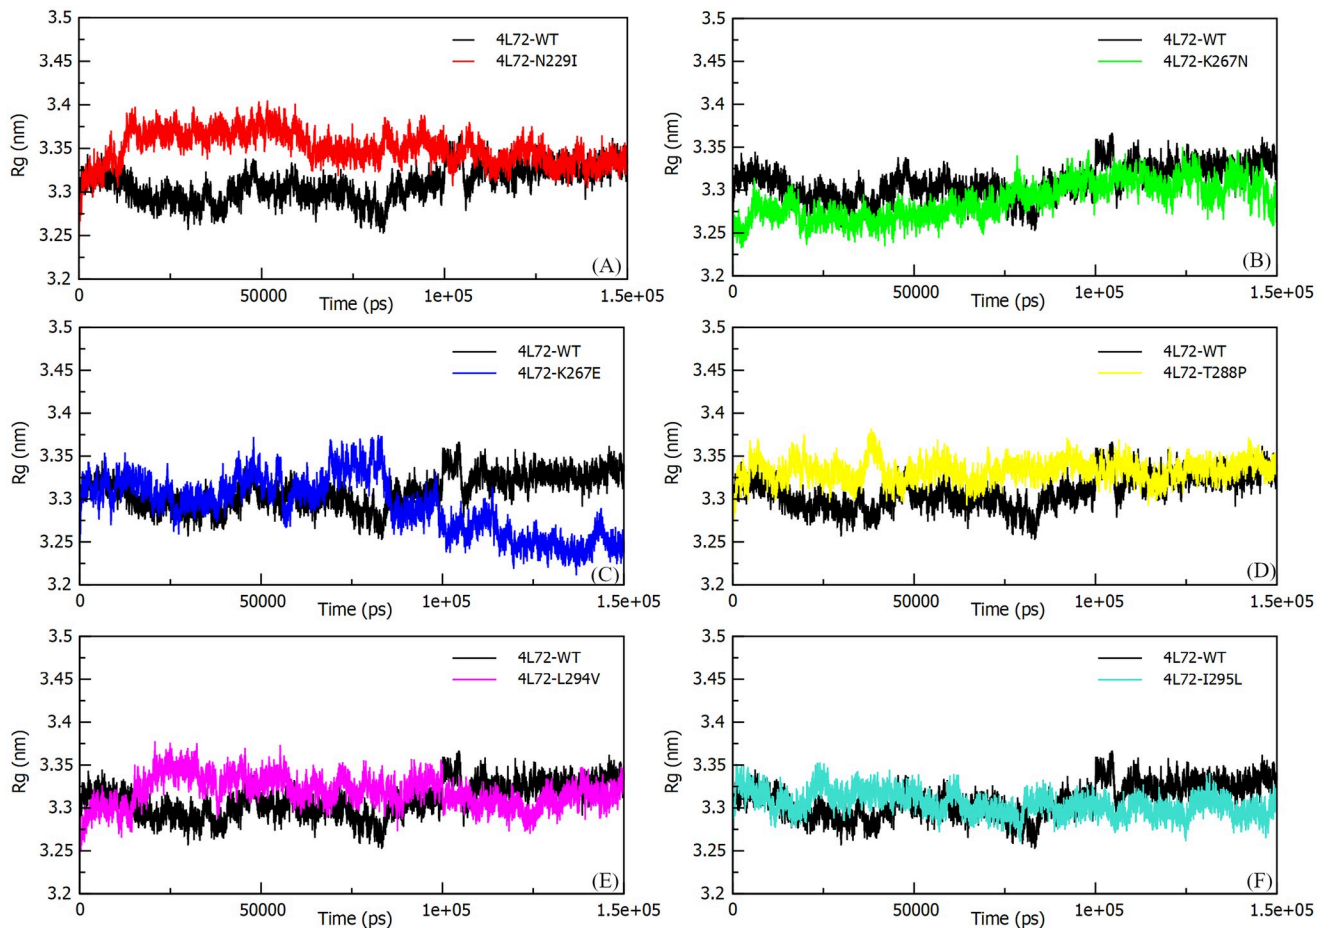 3.5
3.45
3.4
3.35
3.3
3.25
3.2
Rg (nm)
4L72-WT
4L72-N229I
(A)
0
50000
1e+05
1.5e+05
Time (ps)
3.5
3.45
3.4
3.35
3.3
3.25
3.2
Rg (nm)
4L72-WT
4L72-K267N
(B)
0
50000
1e+05
1.5e+05
Time (ps)
3.5
3.45
3.4
3.35
3.3
3.25
3.2
Rg (nm)
4L72-WT
4L72-K267E
(C)
0
50000
1e+05
1.5e+05
Time (ps)
3.5
3.45
3.4
3.35
3.3
3.25
3.2
Rg (nm)
4L72-WT
4L72-T288P
(D)
0
50000
1e+05
1.5e+05
Time (ps)
3.5
3.45
3.4
3.35
3.3
3.25
3.2
Rg (nm)
4L72-WT
4L72-L294V
(E)
0
50000
1e+05
1.5e+05
Time (ps)
3.5
3.45
3.4
3.35
3.3
3.25
3.2
Rg (nm)
4L72-WT
4L72-I295L
(F)
0
50000
1e+05
1.5e+05
Time (ps)